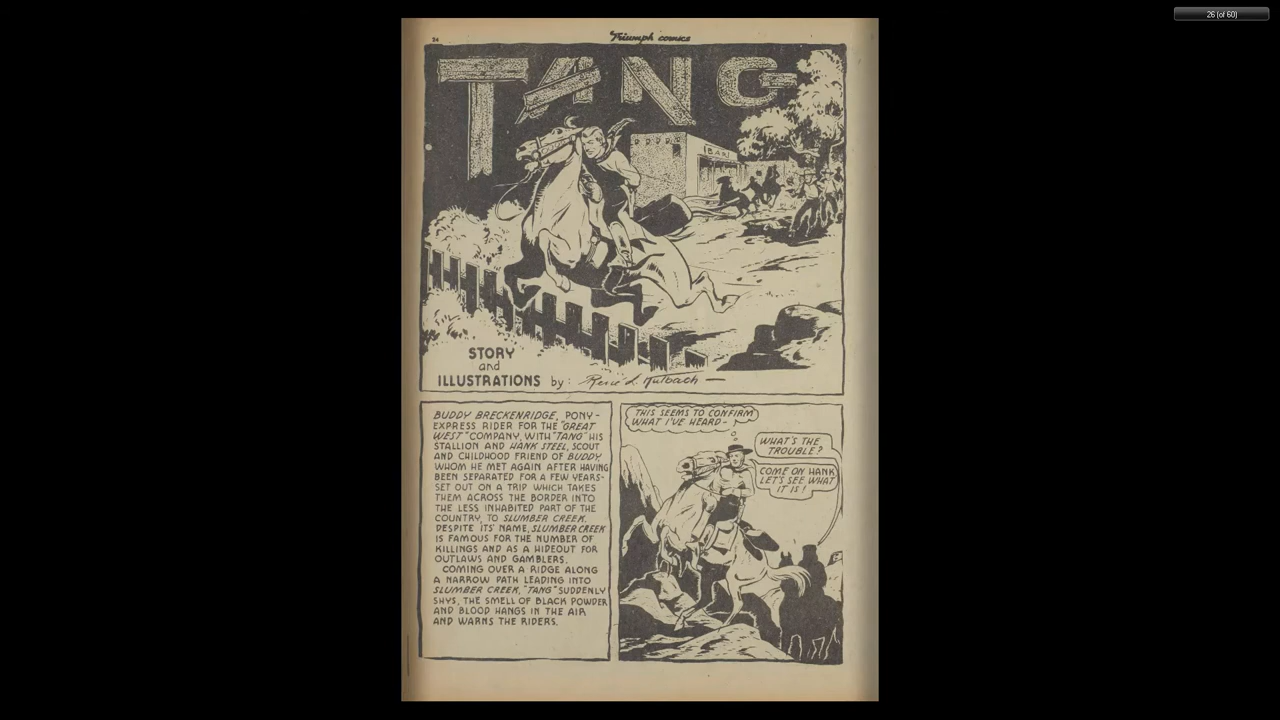 26 (of 60)
24
Triumph comics
TANG
BAR
STORY
and
ILLUSTRATIONS by: René L. Kulbach —
BUDDY BRECKENRIDGE, PONY-
EXPRESS RIDER FOR THE "GREAT
WEST" COMPANY, WITH "TANG" HIS
STALLION AND HANK STEEL, SCOUT
AND CHILDHOOD FRIEND OF BUDDY,
WHOM HE MET AGAIN AFTER HAVING
BEEN SEPARATED FOR A FEW YEARS-
SET OUT ON A TRIP WHICH TAKES
THEM ACROSS THE BORDER INTO
THE LESS INHABITED PART OF THE
COUNTRY, TO SLUMBER CREEK.
DESPITE ITS' NAME, SLUMBER CREEK
IS FAMOUS FOR THE NUMBER OF
KILLINGS AND AS A HIDEOUT FOR
OUTLAWS AND GAMBLERS.
COMING OVER A RIDGE ALONG
A NARROW PATH LEADING INTO
SLUMBER CREEK, "TANG" SUDDENLY
SHYS, THE SMELL OF BLACK POWDER
AND BLOOD HANGS IN THE AIR
AND WARNS THE RIDERS.
THIS SEEMS TO CONFIRM
WHAT I'VE HEARD-
WHAT'S THE
TROUBLE?
COME ON HANK
LET'S SEE WHAT
IT IS!